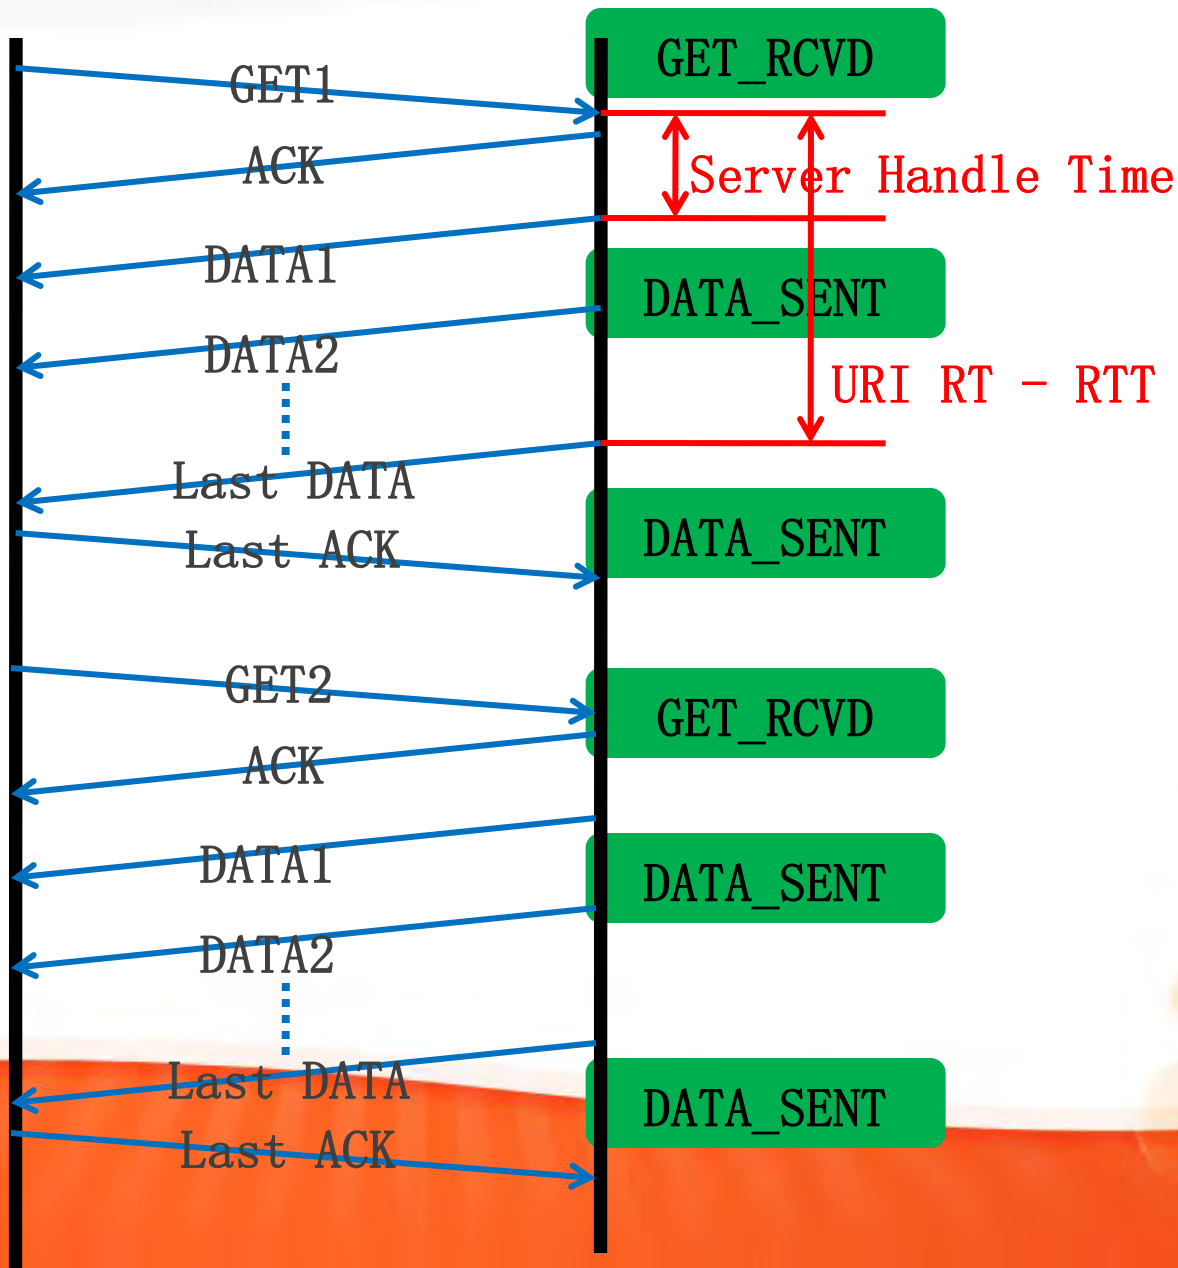 GET_RCVD
GET1
ACK
Server Handle Time
DATA1
DATA_SENT
DATA2
URI RT - RTT
Last DATA
DATA_SENT
Last ACK
GET2
GET_RCVD
ACK
DATA1
DATA_SENT
DATA2
Last DATA
DATA_SENT
Last ACK